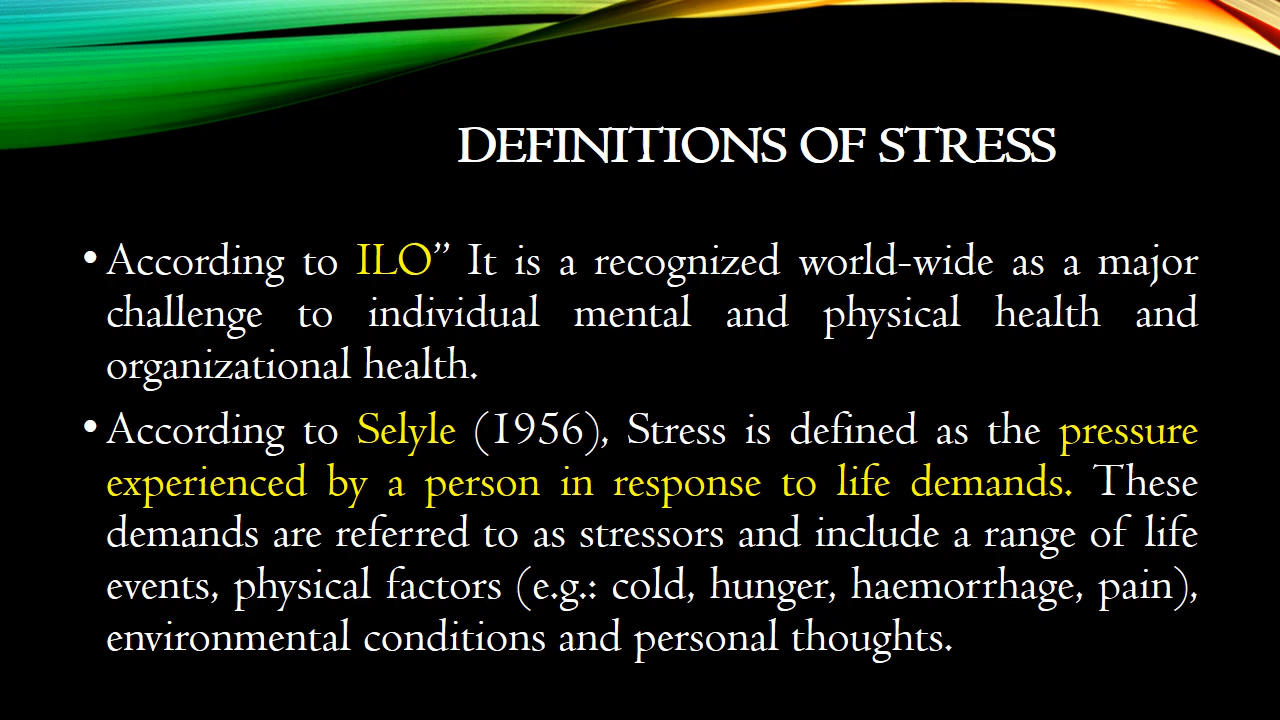 DEFINITIONS OF STRESS
• According to ILO” It is a recognized world-wide as a major
challenge to individual mental and physical health and
organizational health.
• According to Selyle (1956), Stress is defined as the pressure
experienced by a person in response to life demands. These
demands are referred to as stressors and include a range of life
events, physical factors (e.g.: cold, hunger, haemorrhage, pain),
environmental conditions and personal thoughts.